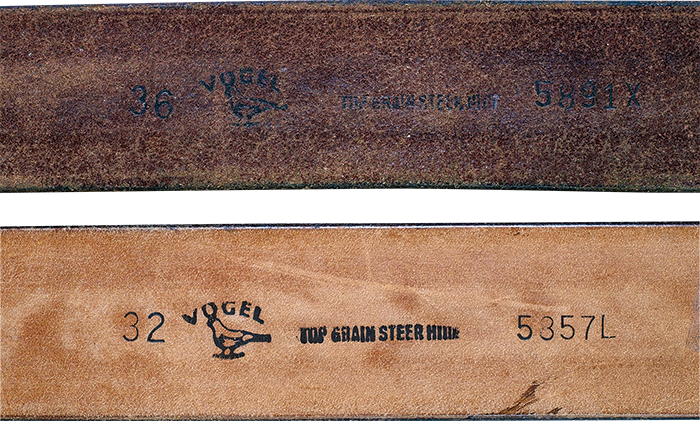 36 VOGEL TOP GRAIN STEER HIDE 5891X
32 VOGEL TOP GRAIN STEER HIDE 5357L